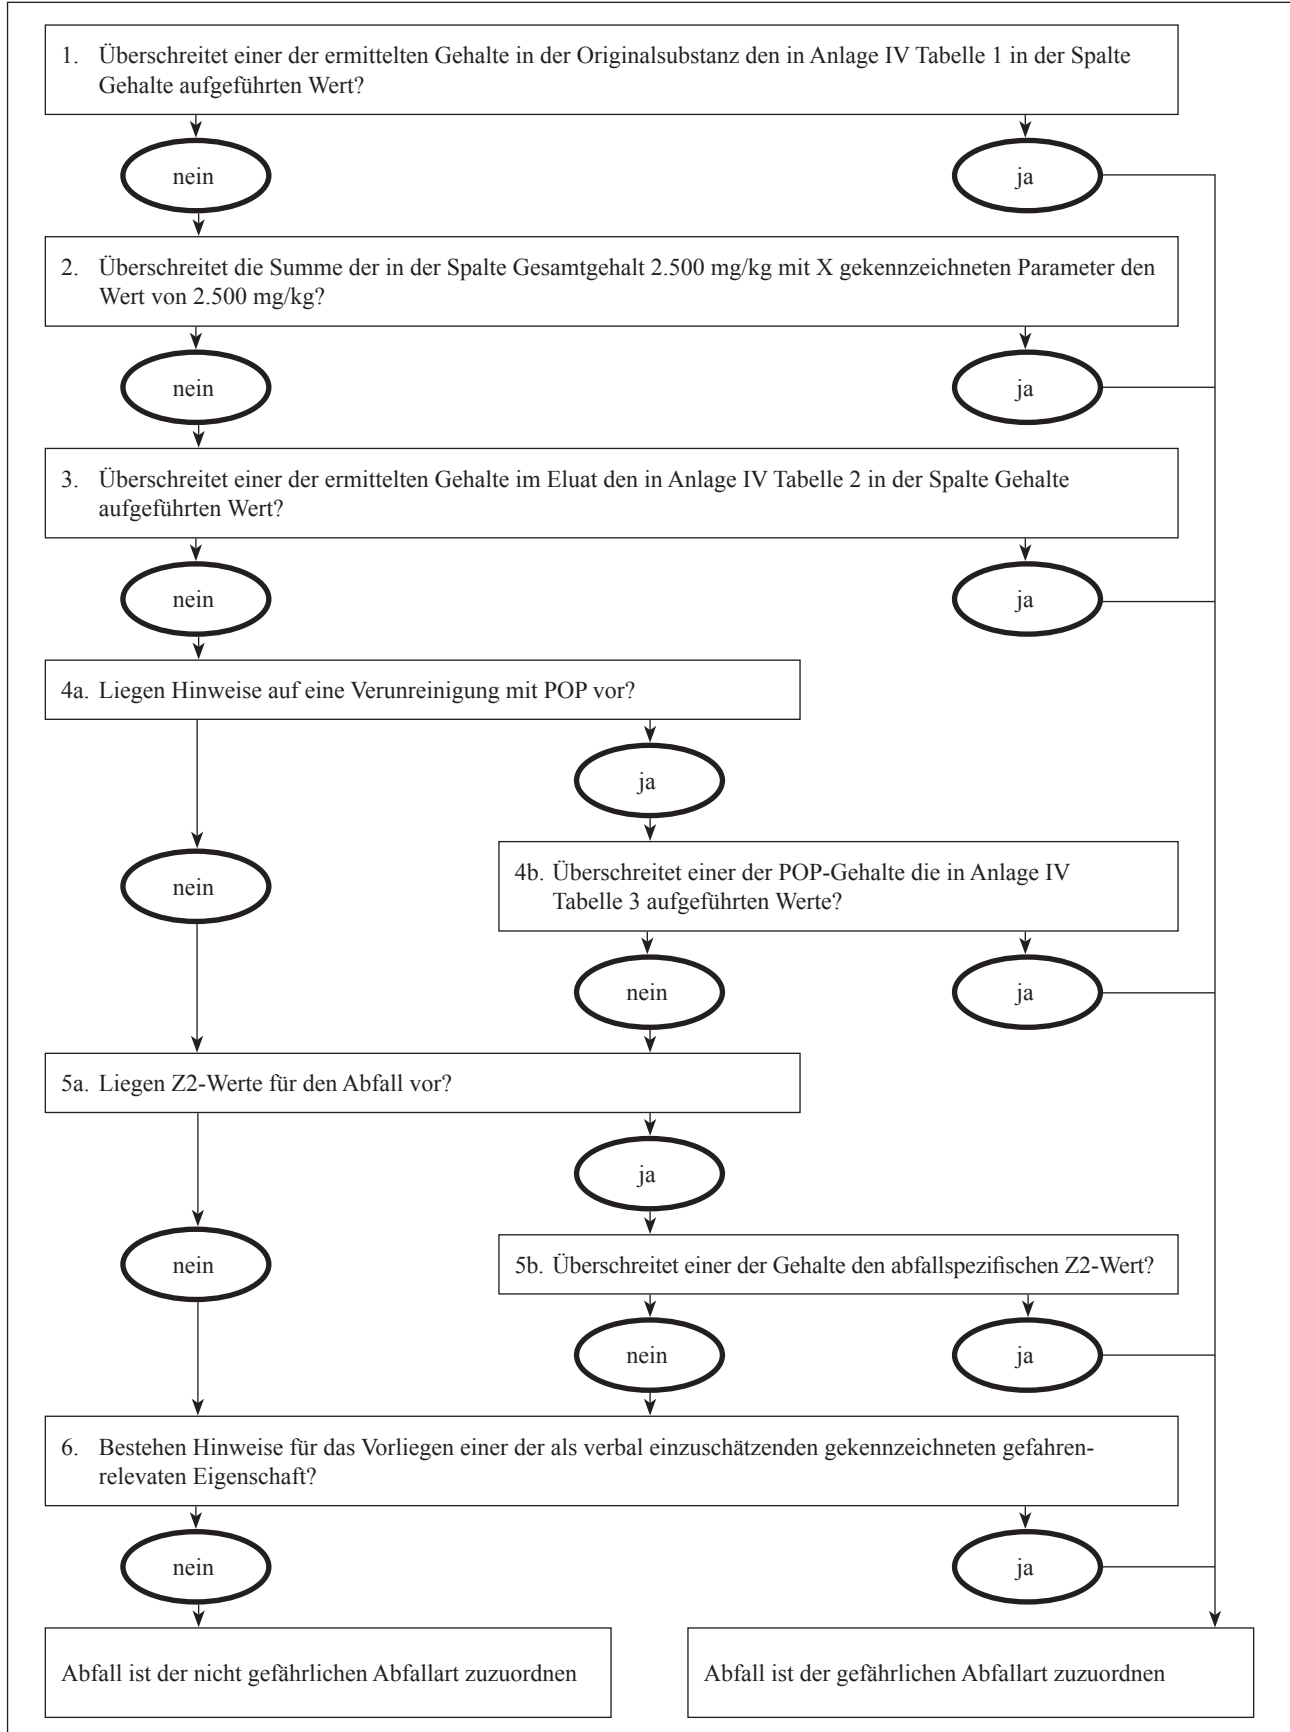 1. Überschreitet einer der ermittelten Gehalte in der Originalsubstanz den in Anlage IV Tabelle 1 in der Spalte
Gehalte aufgeführten Wert?
nein
ja
2. Überschreitet die Summe der in der Spalte Gesamtgehalt 2.500 mg/kg mit X gekennzeichneten Parameter den
Wert von 2.500 mg/kg?
nein
ja
3. Überschreitet einer der ermittelten Gehalte im Eluat den in Anlage IV Tabelle 2 in der Spalte Gehalte
aufgeführten Wert?
nein
ja
4a. Liegen Hinweise auf eine Verunreinigung mit POP vor?
ja
nein
4b. Überschreitet einer der POP-Gehalte die in Anlage IV
Tabelle 3 aufgeführten Werte?
nein
ja
5a. Liegen Z2-Werte für den Abfall vor?
ja
nein
5b. Überschreitet einer der Gehalte den abfallspezifischen Z2-Wert?
nein
ja
6. Bestehen Hinweise für das Vorliegen einer der als verbal einzuschätzenden gekennzeichneten gefahren-
relevaten Eigenschaft?
nein
ja
Abfall ist der nicht gefährlichen Abfallart zuzuordnen
Abfall ist der gefährlichen Abfallart zuzuordnen